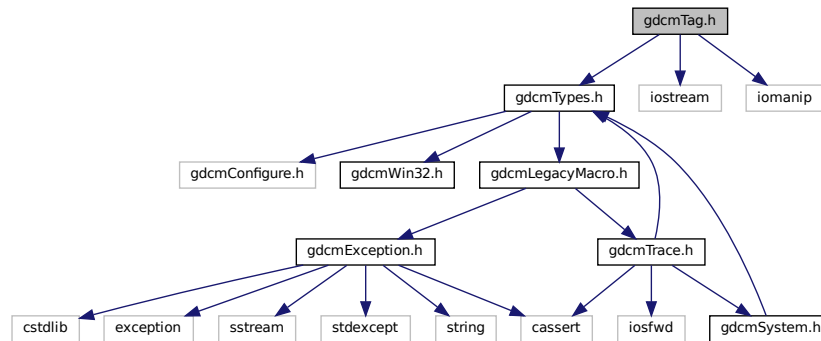 gdcmTag.h
gdcmTypes.h
iostream
iomanip
gdcmConfigure.h
gdcmWin32.h
gdcmLegacyMacro.h
gdcmException.h
gdcmTrace.h
cstdlib
exception
sstream
stdexcept
string
cassert
iosfwd
gdcmSystem.h